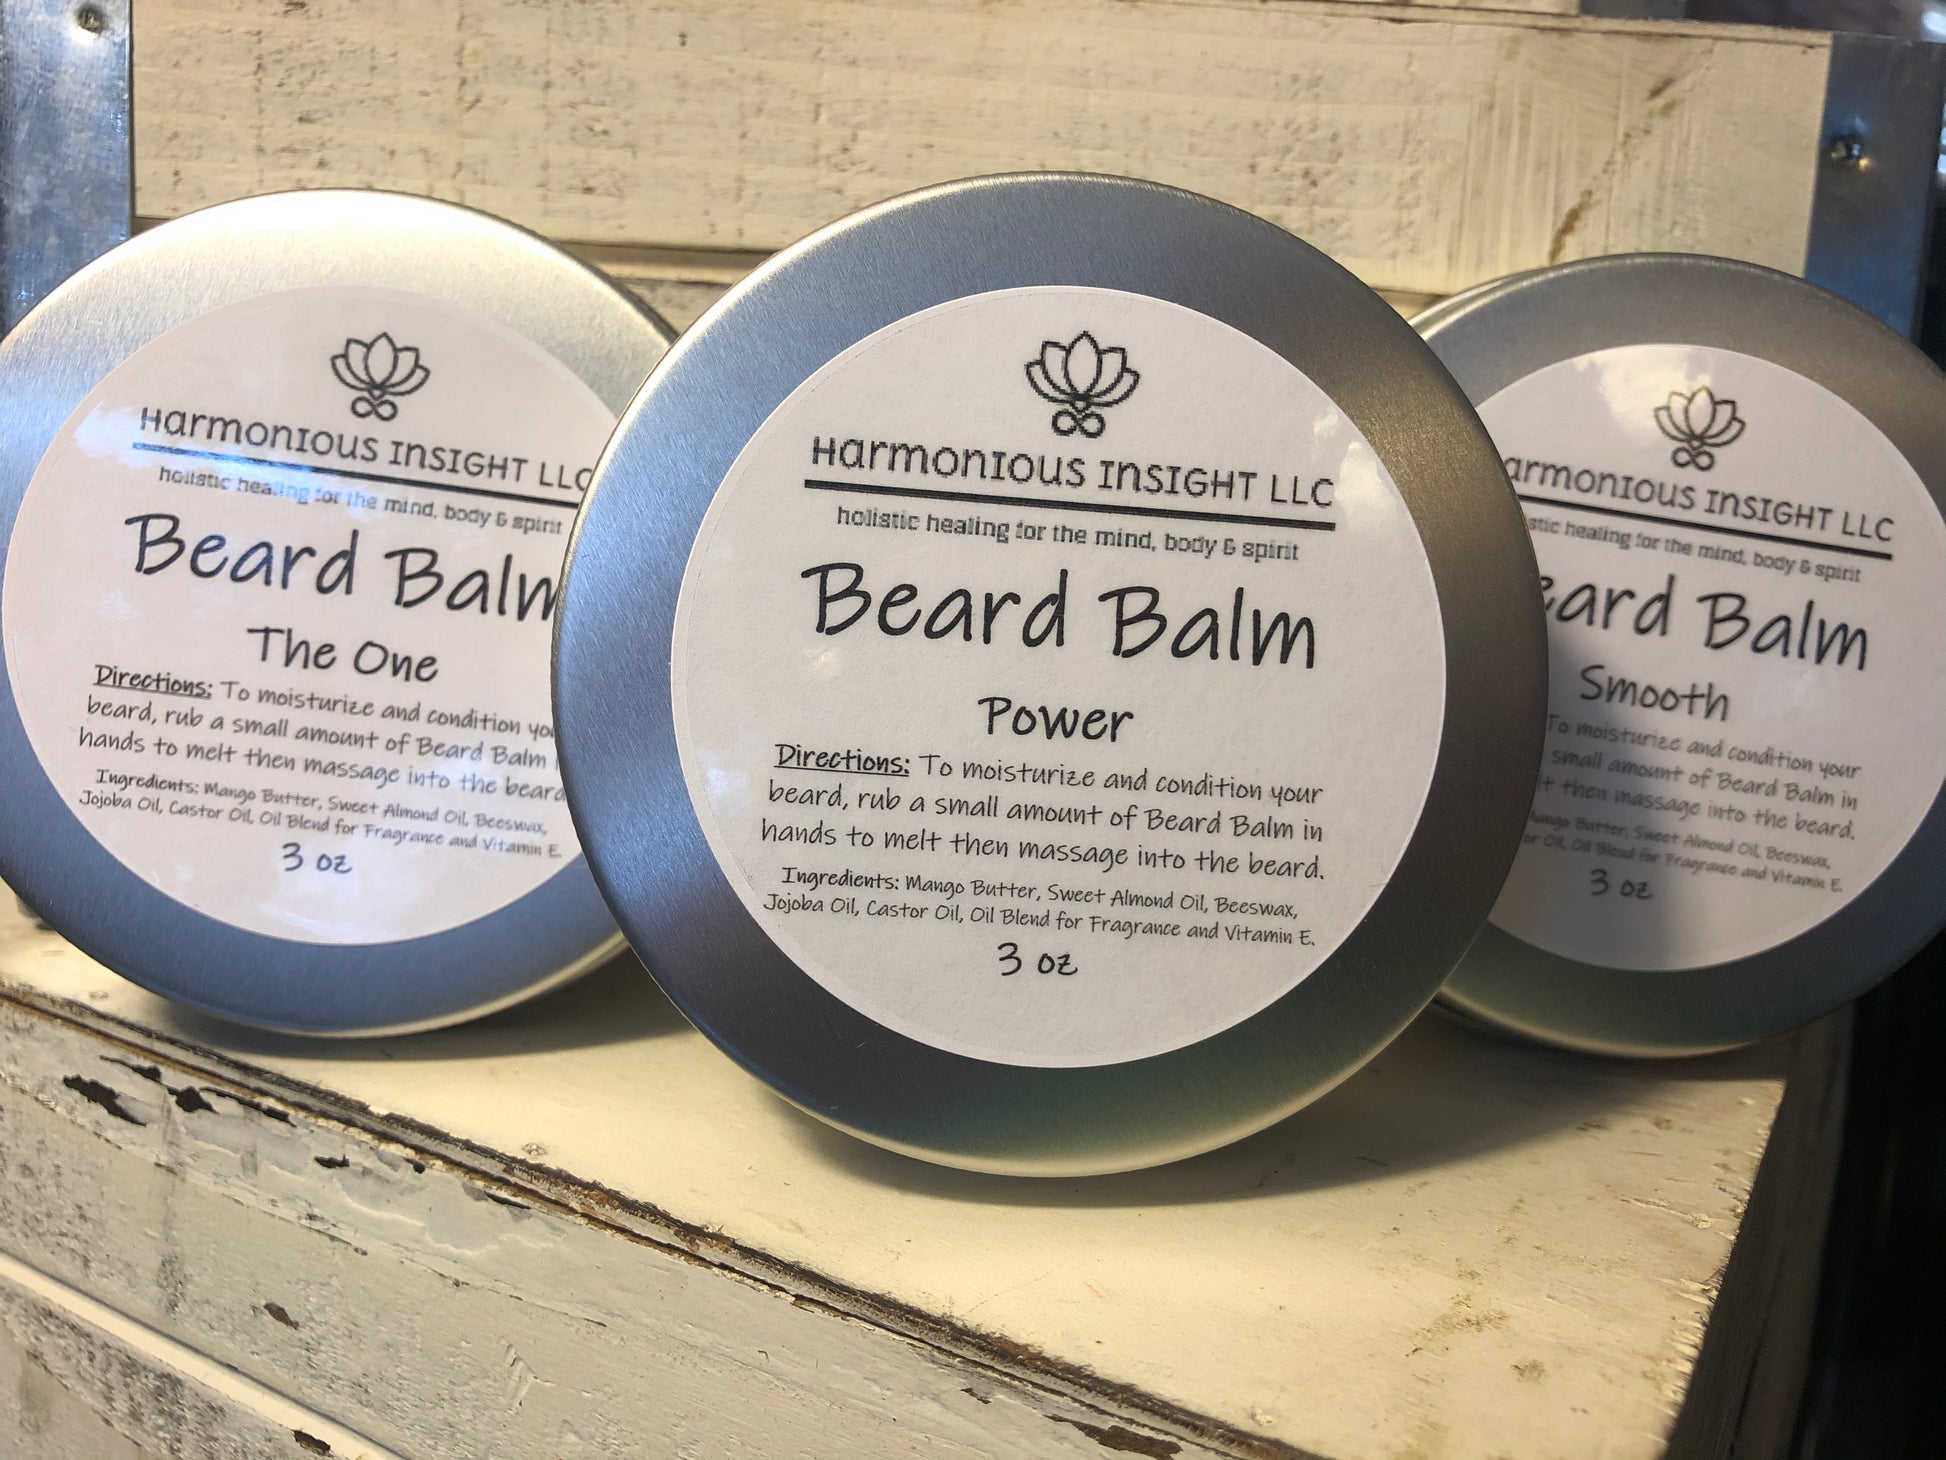 Harmonious Insight LLC
holistic healing for the mind, body & spirit
Beard Balm
The One
Directions: To moisturize and condition
beard, rub a small amount of Beard Balm
hands to melt then massage into the beard
Ingredients: Mango Butter, Sweet Almond Oil, Beeswax,
Jojoba Oil, Castor Oil, Oil Blend for Fragrance and Vitamin E.
3 oz
Harmonious Insight LLC
holistic healing for the mind, body & spirit
Beard Balm
Power
Directions: To moisturize and condition your
beard, rub a small amount of Beard Balm in
hands to melt then massage into the beard.
Ingredients: Mango Butter, Sweet Almond Oil, Beeswax,
Jojoba Oil, Castor Oil, Oil Blend for Fragrance and Vitamin E.
3 oz
armonious Insight LLC
stic healing for the mind, body & spirit
eard Balm
Smooth
To moisturize and condition your
small amount of Beard Balm in
t then massage into the beard.
Mango Butter, Sweet Almond Oil, Beeswax,
or Oil, Oil Blend for Fragrance and Vitamin E.
3 oz